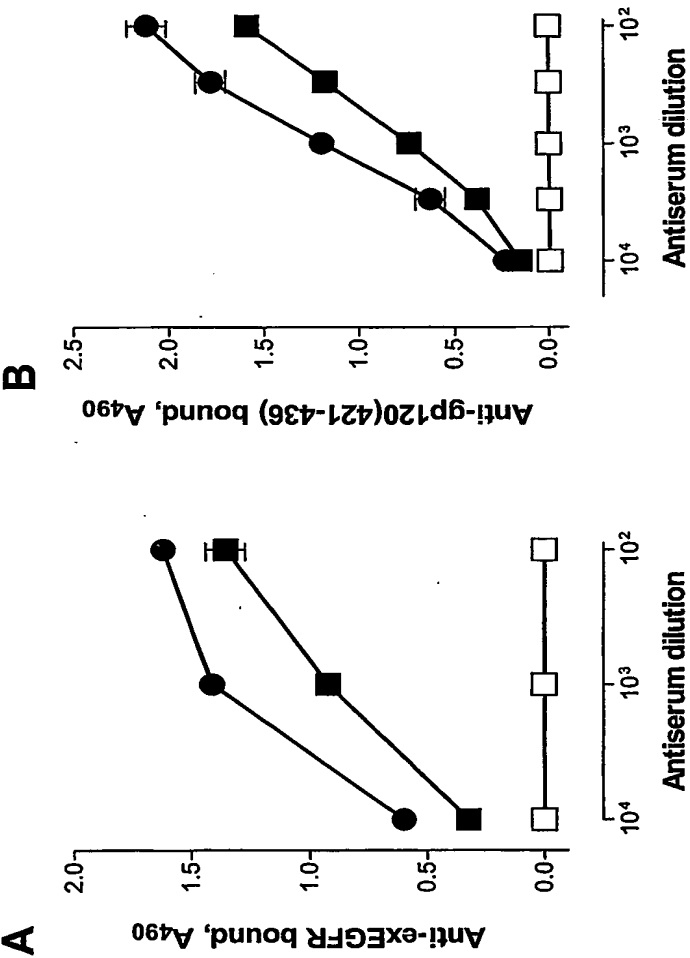 A
Anti-exEGFR bound, A490
2.0
1.5
1.0
0.5
0.0
10⁴
10³
10²
Antiserum dilution
B
Anti-gp120(421-436) bound, A490
2.5
2.0
1.5
1.0
0.5
0.0
10⁴
10³
10²
Antiserum dilution